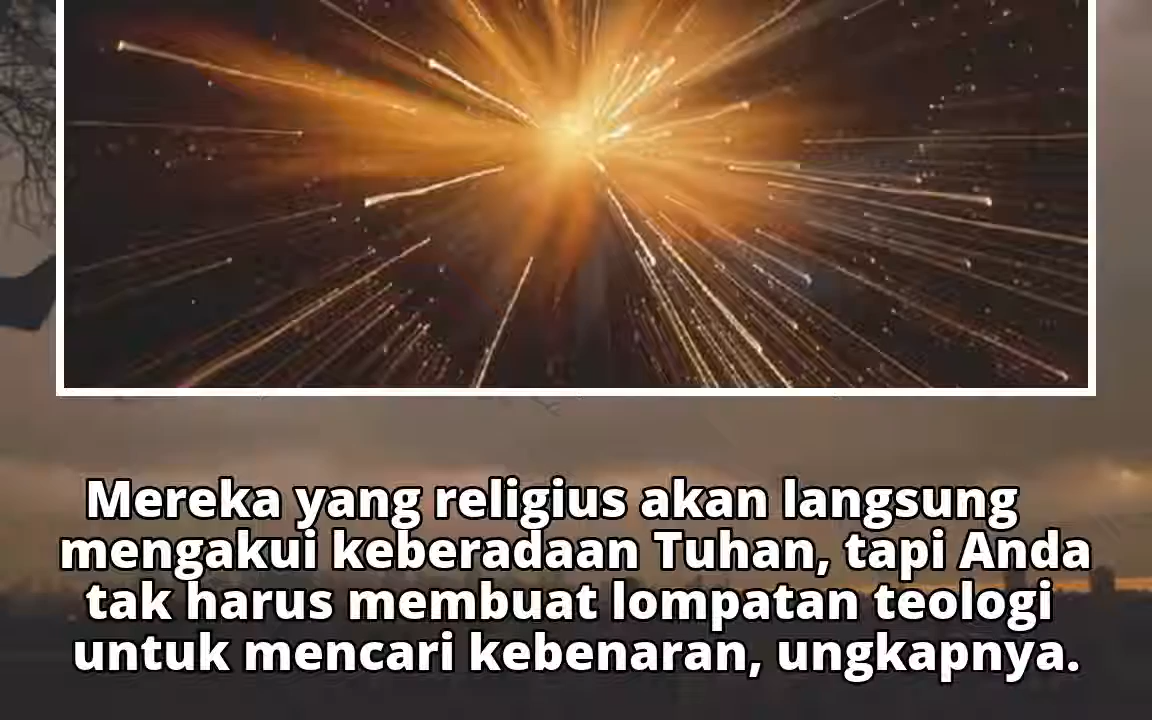 Mereka yang religius akan langsung
mengakui keberadaan Tuhan, tapi Anda
tak harus membuat lompatan teologi
untuk mencari kebenaran, ungkapnya.